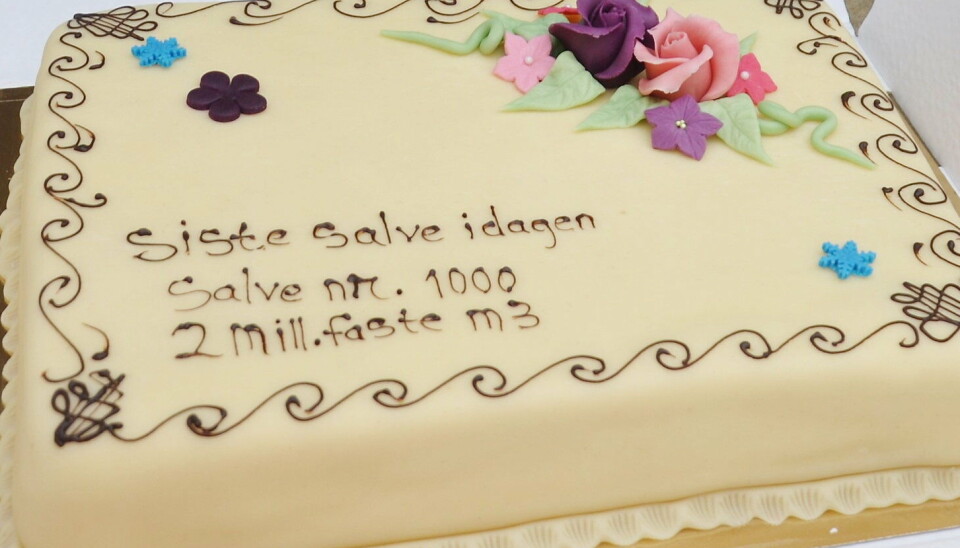 Siste Salve idagen
Salve nr. 1000
2 Mill.faste m3